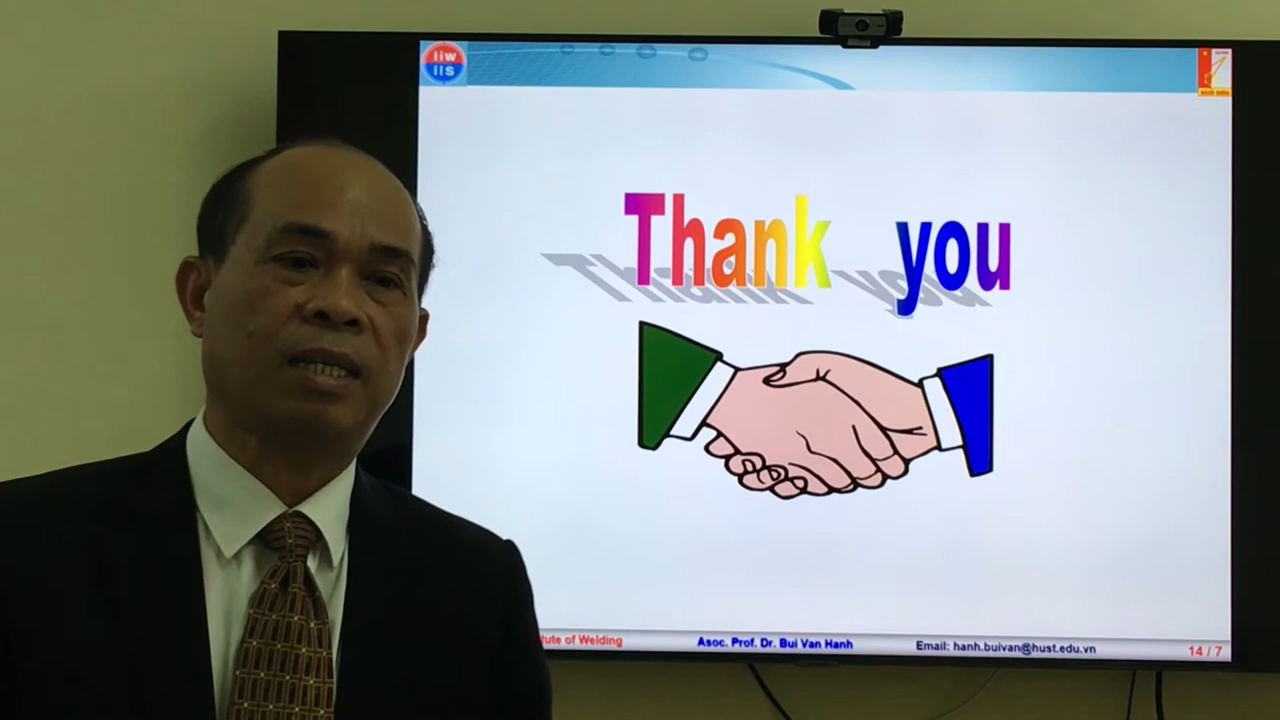 iiw
iis
Thank you
tute of Welding
Asoc. Prof. Dr. Bui Van Hanh
Email: hanh.buivan@hust.edu.vn
14 / 7